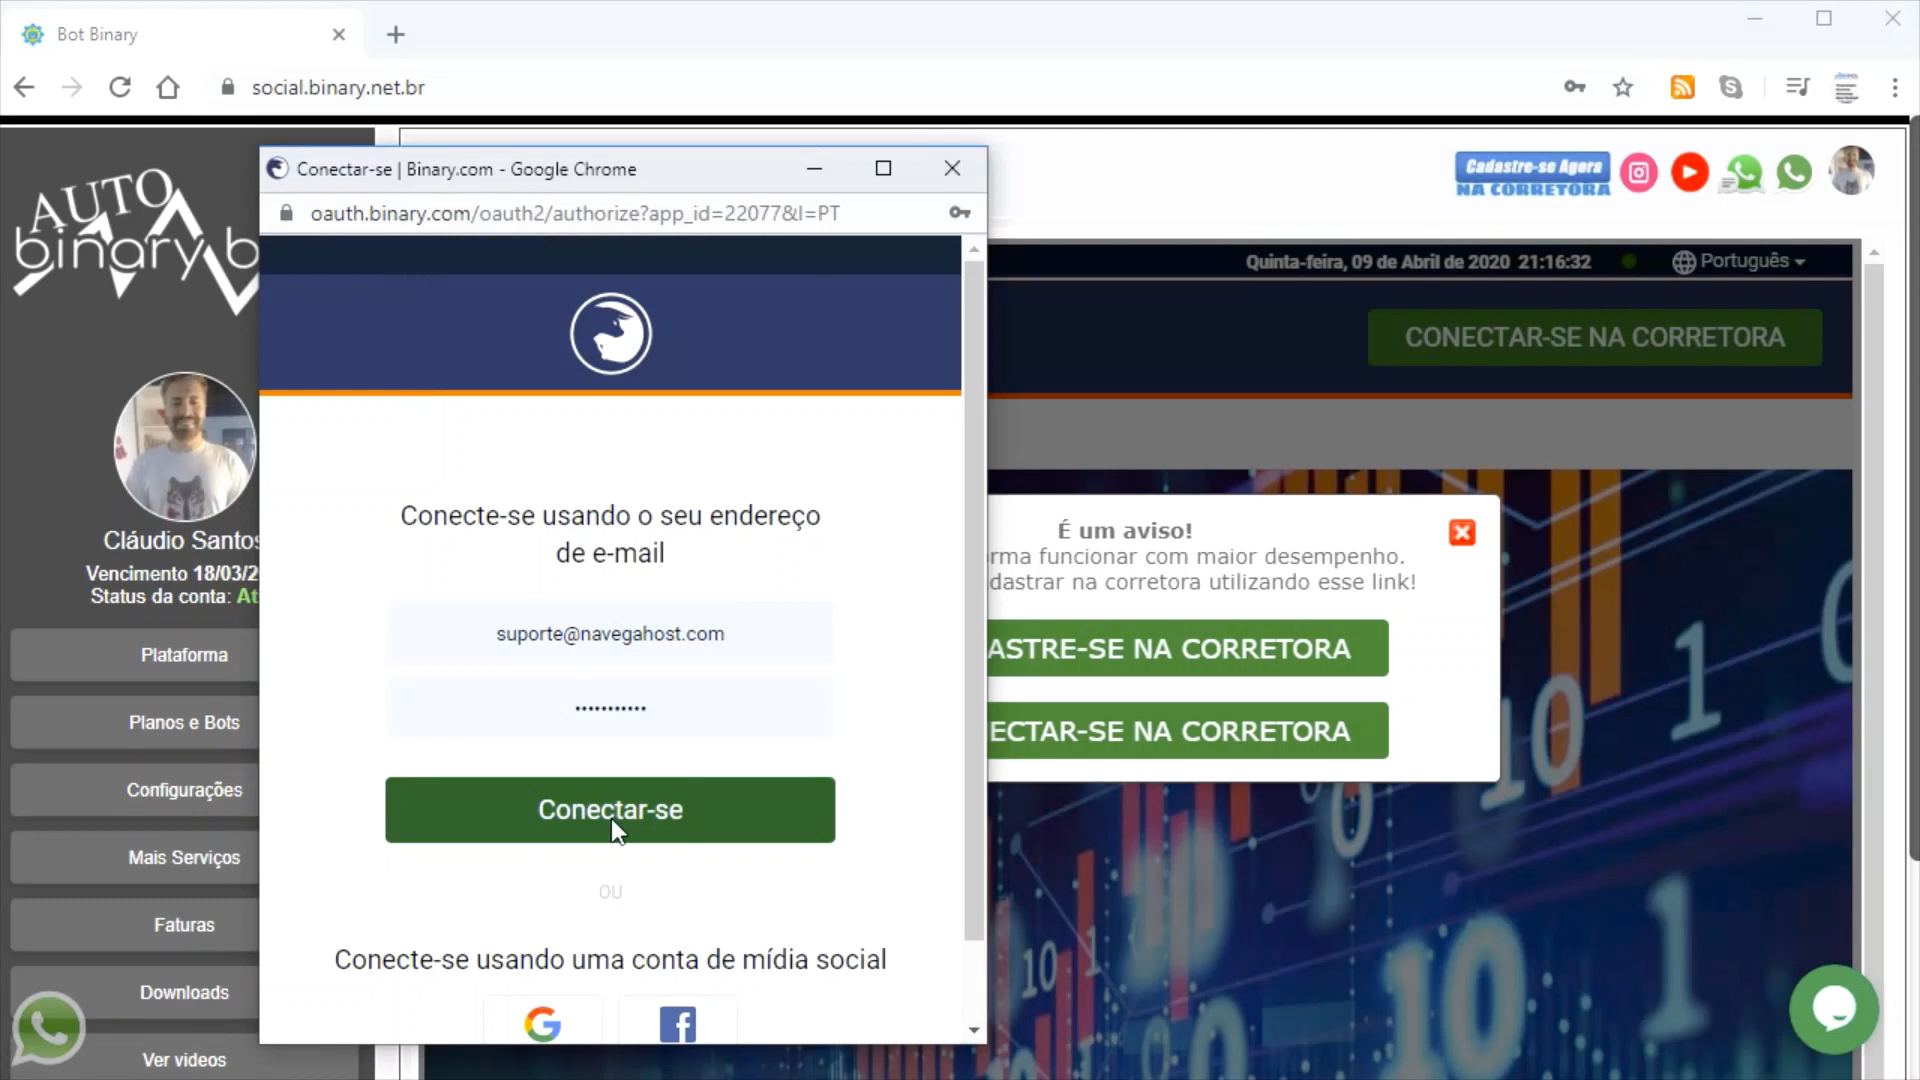 Bot Binary
social.binary.net.br
AUTO
binary b
Cláudio Santos
Vencimento 18/03/2
Status da conta: At
Plataforma
Planos e Bots
Configurações
Mais Serviços
Faturas
Downloads
Ver videos
Conectar-se | Binary.com - Google Chrome
oauth.binary.com/oauth2/authorize?app_id=22077&l=PT
Conecte-se usando o seu endereço
de e-mail
suporte@navegahost.com
Conectar-se
OU
Conecte-se usando uma conta de mídia social
Cadastre-se Agora
NA CORRETORA
Quinta-feira, 09 de Abril de 2020 21:16:32
Português
CONECTAR-SE NA CORRETORA
É um aviso!
rma funcionar com maior desempenho.
dastrar na corretora utilizando esse link!
ASTRE-SE NA CORRETORA
ECTAR-SE NA CORRETORA